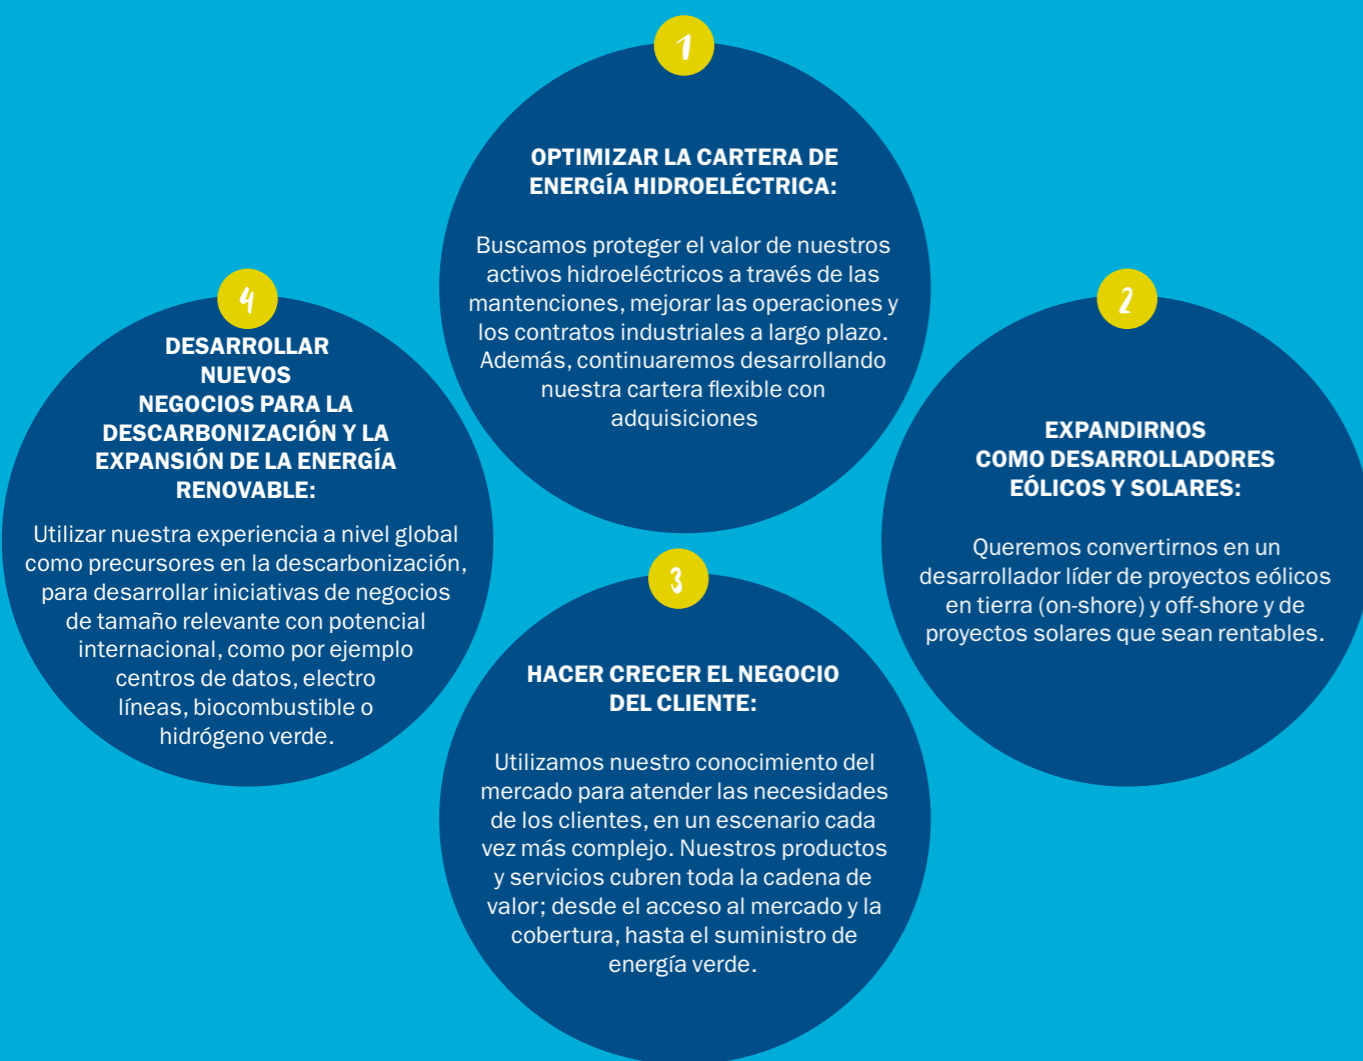 1
OPTIMIZAR LA CARTERA DE
ENERGÍA HIDROELÉCTRICA:
Buscamos proteger el valor de nuestros
activos hidroeléctricos a través de las
mantenciones, mejorar las operaciones y
los contratos industriales a largo plazo.
Además, continuaremos desarrollando
nuestra cartera flexible con
adquisiciones
2
EXPANDIRNOS
COMO DESARROLLADORES
EÓLICOS Y SOLARES:
Queremos convertirnos en un
desarrollador líder de proyectos eólicos
en tierra (on-shore) y off-shore y de
proyectos solares que sean rentables.
3
HACER CRECER EL NEGOCIO
DEL CLIENTE:
Utilizamos nuestro conocimiento del
mercado para atender las necesidades
de los clientes, en un escenario cada
vez más complejo. Nuestros productos
y servicios cubren toda la cadena de
valor; desde el acceso al mercado y la
cobertura, hasta el suministro de
energía verde.
4
DESARROLLAR
NUEVOS
NEGOCIOS PARA LA
DESCARBONIZACIÓN Y LA
EXPANSIÓN DE LA ENERGÍA
RENOVABLE:
Utilizar nuestra experiencia a nivel global
como precursores en la descarbonización,
para desarrollar iniciativas de negocios
de tamaño relevante con potencial
internacional, como por ejemplo
centros de datos, electro
líneas, biocombustible o
hidrógeno verde.